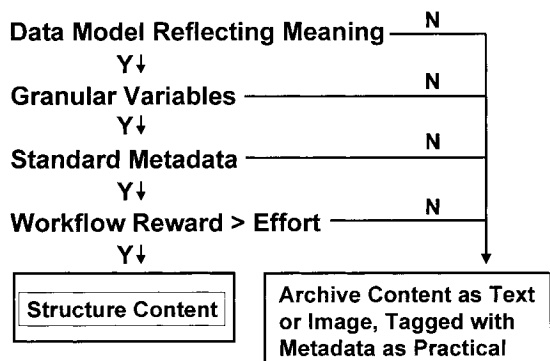 Data Model Reflecting Meaning N
Y↓
Granular Variables N
Y↓
Standard Metadata N
Y↓
Workflow Reward > Effort N
Y↓
Structure Content
Archive Content as Text
or Image, Tagged with
Metadata as Practical